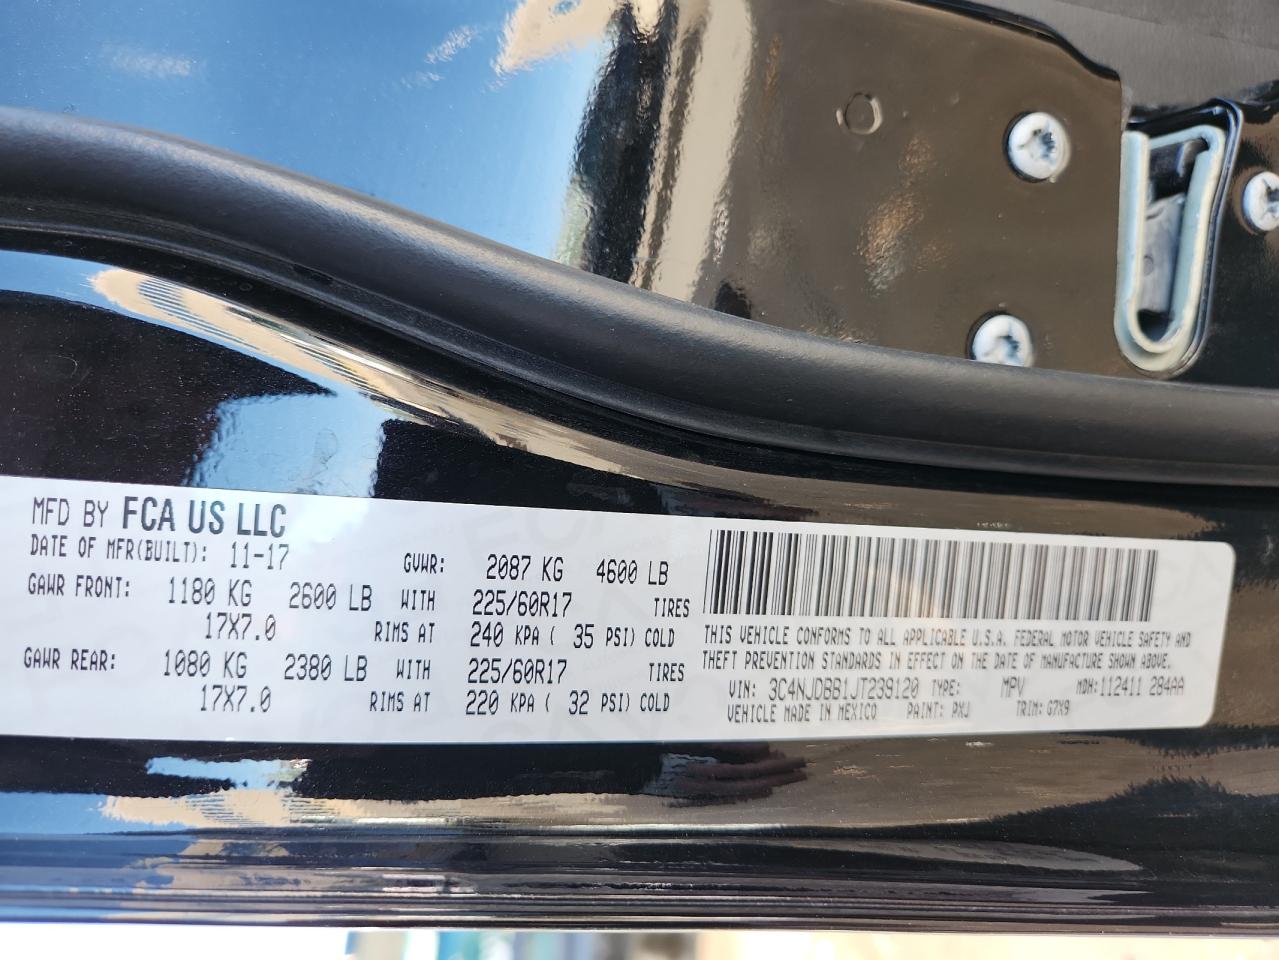 MFD BY FCA US LLC
DATE OF MFR(BUILT): 11-17 GVWR: 2087 KG 4600 LB
GAWR FRONT: 1180 KG 2600 LB WITH 225/60R17 TIRES
17X7.0 RIMS AT 240 KPA ( 35 PSI) COLD
GAWR REAR: 1080 KG 2380 LB WITH 225/60R17 TIRES
17X7.0 RIMS AT 220 KPA ( 32 PSI) COLD
THIS VEHICLE CONFORMS TO ALL APPLICABLE U.S.A. FEDERAL MOTOR VEHICLE SAFETY AND
THEFT PREVENTION STANDARDS IN EFFECT ON THE DATE OF MANUFACTURE SHOWN ABOVE.
VIN: 3C4NJDBB1JT239120 TYPE: MPV MDH:112411 284AA
VEHICLE MADE IN MEXICO PAINT: PXJ TRIM: G7X9